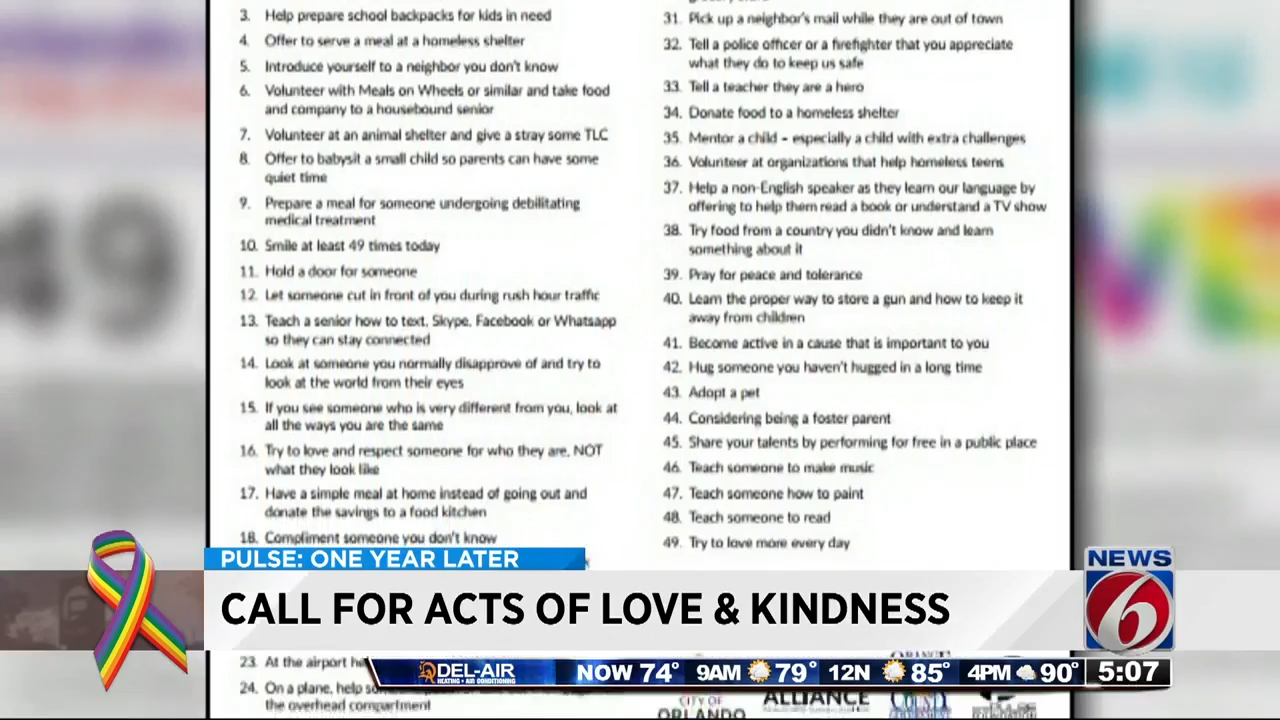 3. Help prepare school backpacks for kids in need
4. Offer to serve a meal at a homeless shelter
5. Introduce yourself to a neighbor you don't know
6. Volunteer with Meals on Wheels or similar and take food
and company to a housebound senior
7. Volunteer at an animal shelter and give a stray some TLC
8. Offer to babysit a small child so parents can have some
quiet time
9. Prepare a meal for someone undergoing debilitating
medical treatment
10. Smile at least 49 times today
11. Hold a door for someone
12. Let someone cut in front of you during rush hour traffic
13. Teach a senior how to text, Skype, Facebook or Whatsapp
so they can stay connected
14. Look at someone you normally disapprove of and try to
look at the world from their eyes
15. If you see someone who is very different from you, look at
all the ways you are the same
16. Try to love and respect someone for who they are, NOT
what they look like
17. Have a simple meal at home instead of going out and
donate the savings to a food kitchen
18. Compliment someone you don't know
23. At the airport
24. On a plane, help
the overhead compartment
31. Pick up a neighbor's mail while they are out of town
32. Tell a police officer or a firefighter that you appreciate
what they do to keep us safe
33. Tell a teacher they are a hero
34. Donate food to a homeless shelter
35. Mentor a child – especially a child with extra challenges
36. Volunteer at organizations that help homeless teens
37. Help a non-English speaker as they learn our language by
offering to help them read a book or understand a TV show
38. Try food from a country you didn't know and learn
something about it
39. Pray for peace and tolerance
40. Learn the proper way to store a gun and how to keep it
away from children
41. Become active in a cause that is important to you
42. Hug someone you haven't hugged in a long time
43. Adopt a pet
44. Considering being a foster parent
45. Share your talents by performing for free in a public place
46. Teach someone to make music
47. Teach someone how to paint
48. Teach someone to read
49. Try to love more every day
49
CITY OF
ORLANDO
ALLIANCE
PULSE: ONE YEAR LATER
CALL FOR ACTS OF LOVE & KINDNESS
NEWS
6
DEL-AIR
HEATING • AIR CONDITIONING
NOW 74° 9AM 79° 12N 85° 4PM 90° 5:07